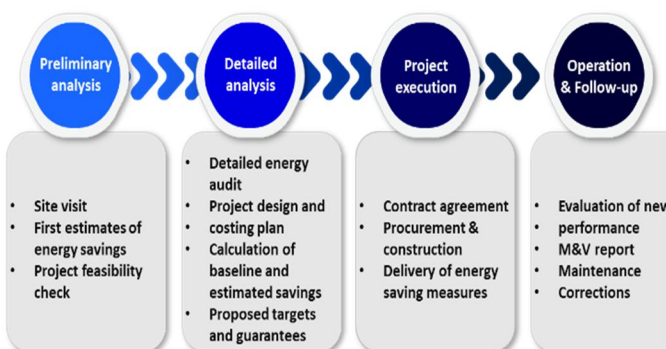 Preliminary
analysis
Detailed
analysis
Project
execution
Operation
& Follow-up
• Site visit
• First estimates of
energy savings
• Project feasibility
check
• Detailed energy
audit
• Project design and
• costing plan
• Calculation of
• baseline and
estimated savings
• Proposed targets
and guarantees
• Contract agreement
• Procurement &
construction
• Delivery of energy
saving measures
• Evaluation of new
• performance
• M&V report
• Maintenance
• Corrections